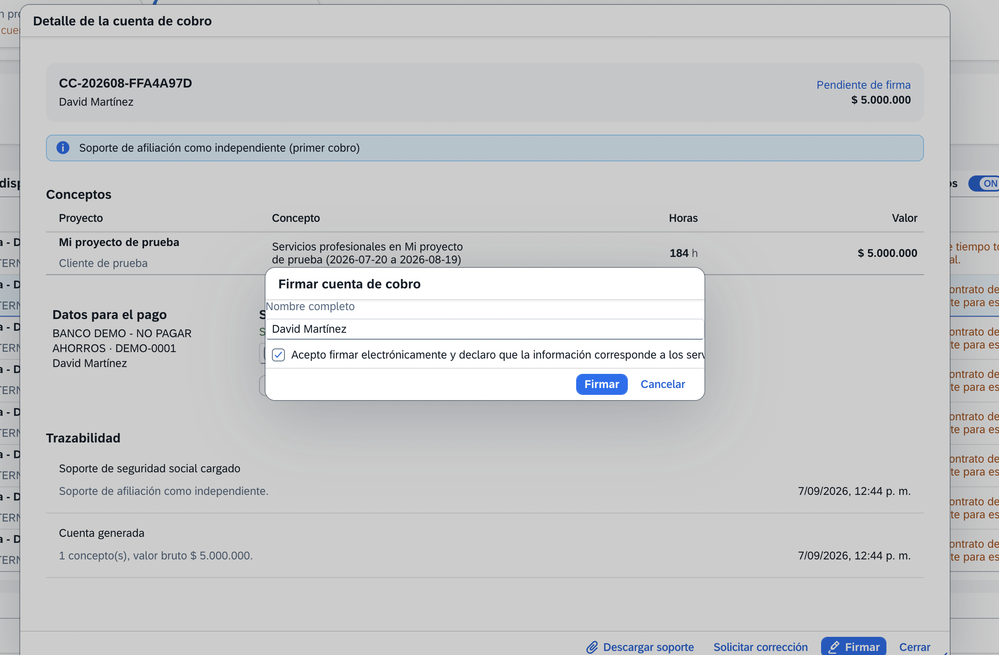 Detalle de la cuenta de cobro
CC-202608-FFA4A97D
David Martínez
Pendiente de firma
$ 5.000.000
Soporte de afiliación como independiente (primer cobro)
ON
Conceptos
Proyecto Concepto Horas Valor
Mi proyecto de prueba
Cliente de prueba
Servicios profesionales en Mi proyecto
de prueba (2026-07-20 a 2026-08-19)
184 h
$ 5.000.000
Firmar cuenta de cobro
Nombre completo
David Martínez
Acepto firmar electrónicamente y declaro que la información corresponde a los
Firmar Cancelar
Datos para el pago
BANCO DEMO - NO PAGAR
AHORROS · DEMO-0001
David Martínez
Trazabilidad
Soporte de seguridad social cargado
Soporte de afiliación como independiente.
7/09/2026, 12:44 p. m.
Cuenta generada
1 concepto(s), valor bruto $ 5.000.000.
7/09/2026, 12:44 p. m.
Descargar soporte Solicitar corrección Firmar Cerrar